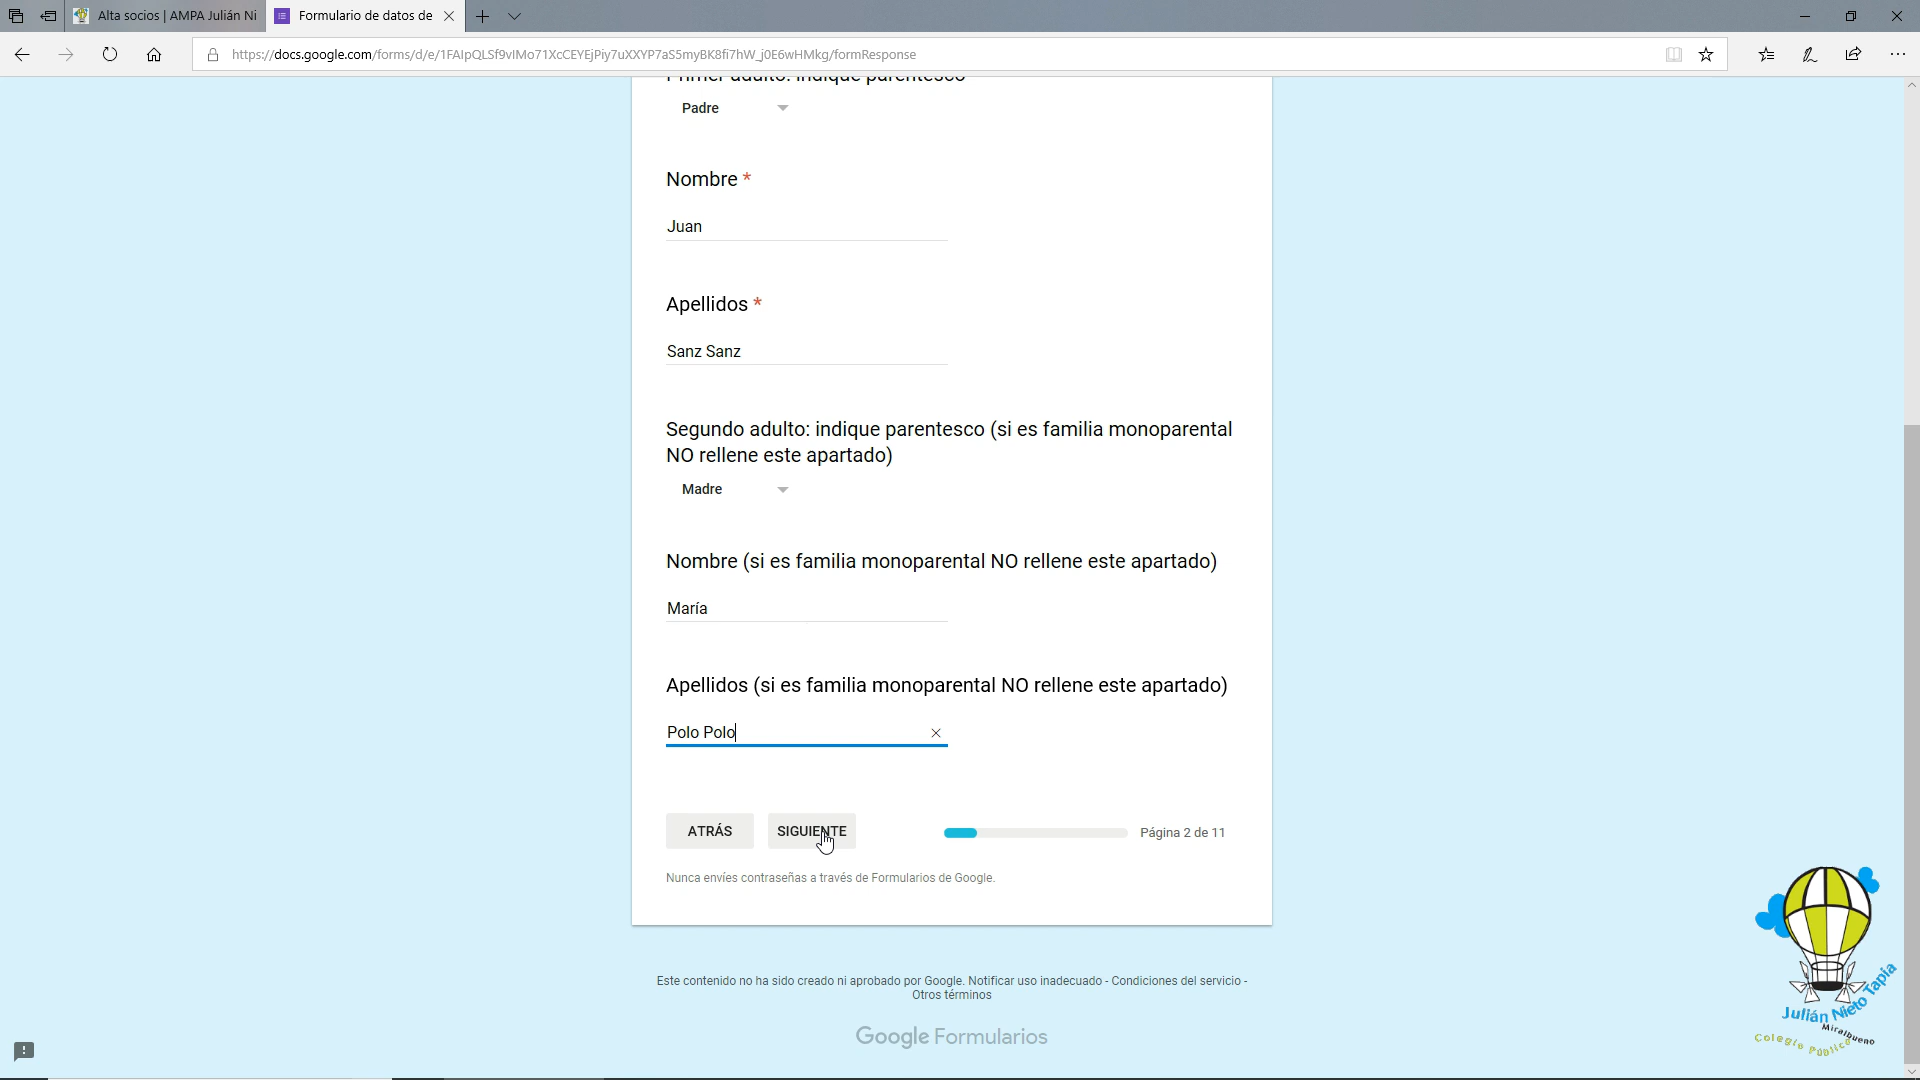 Alta socios | AMPA Julián Ni
Formulario de datos de
https://docs.google.com/forms/d/e/1FAIpQLSf9vIMo71XcCEYEjPiy7uXXYP7aS5myBK8fi7hW_j0E6wHMkg/formResponse
Primer adulto: indique parentesco
Padre
Nombre *
Juan
Apellidos *
Sanz Sanz
Segundo adulto: indique parentesco (si es familia monoparental
NO rellene este apartado)
Madre
Nombre (si es familia monoparental NO rellene este apartado)
María
Apellidos (si es familia monoparental NO rellene este apartado)
Polo Polo
ATRÁS
SIGUIENTE
Página 2 de 11
Nunca envíes contraseñas a través de Formularios de Google.
Este contenido no ha sido creado ni aprobado por Google. Notificar uso inadecuado - Condiciones del servicio -
Otros términos
Google Formularios
Julián Nieto Tapia
Miralbueno
Colegio Público